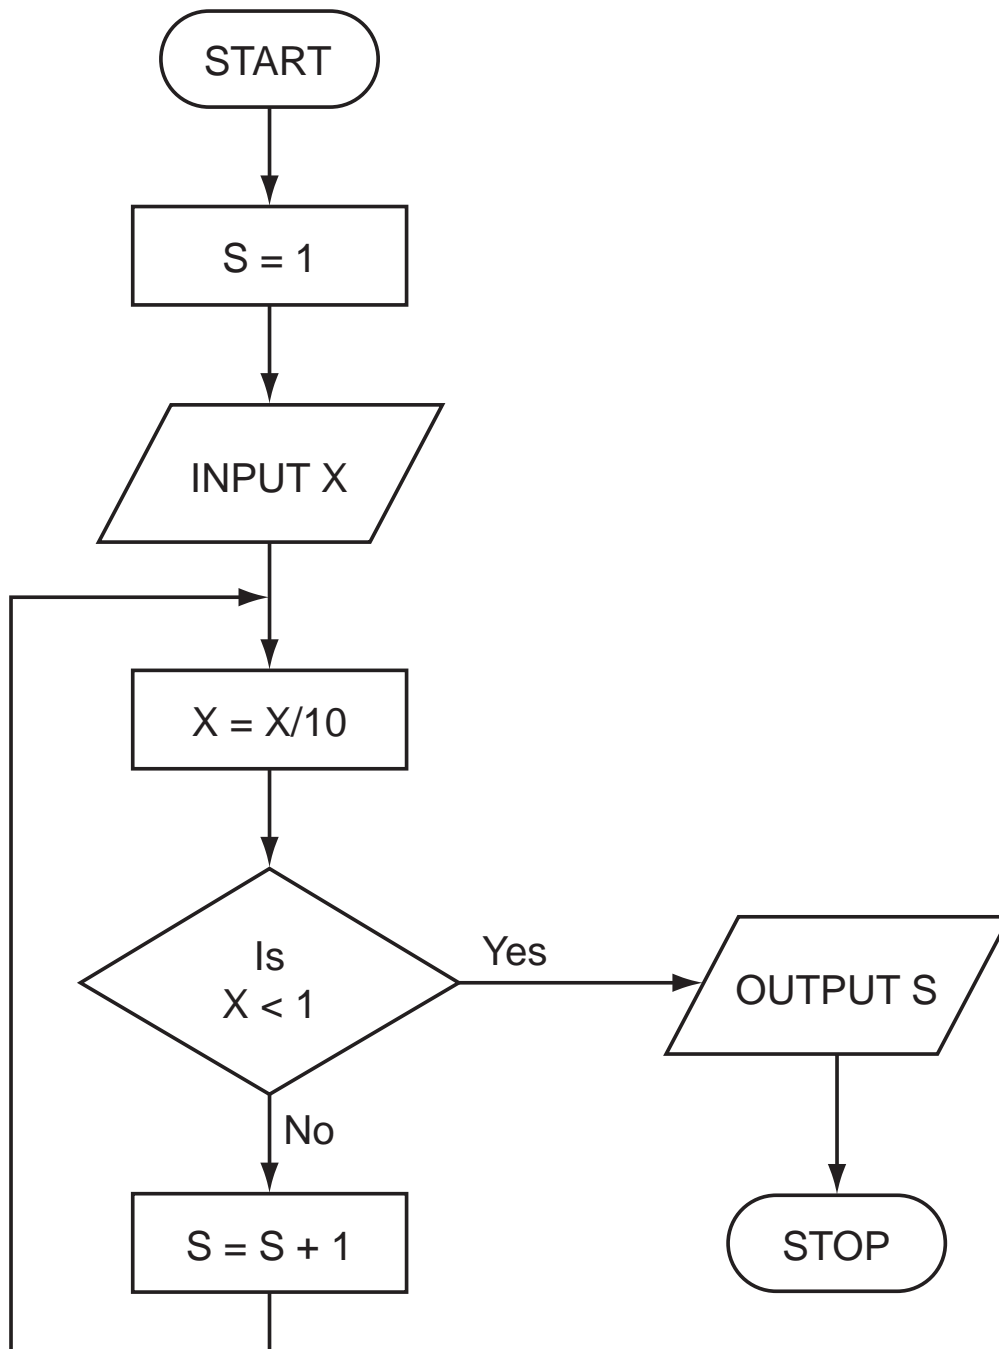 START
S = 1
INPUT X
X = X/10
Is
X < 1
Yes
OUTPUT S
No
S = S + 1
STOP